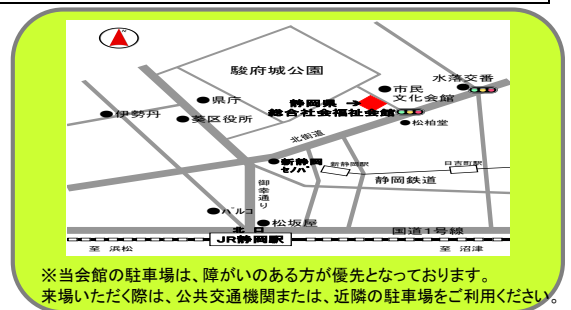 N
駿府城公園
水落交番
市民
文化会館
県庁
静岡県
総合社会福祉会館
伊勢丹
葵区役所
松柏堂
北街道
新静岡
セノバ
新静岡駅
日吉町駅
静岡鉄道
御幸通り
パルコ
松坂屋
北口
国道1号線
JR静岡駅
至 浜松
至 沼津
※当会館の駐車場は、障がいのある方が優先となっております。
来場いただく際は、公共交通機関または、近隣の駐車場をご利用ください。